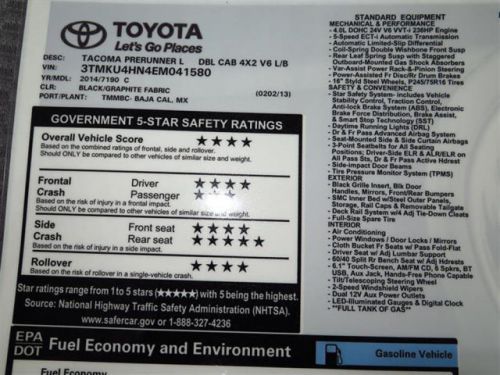 TOYOTA
Let's Go Places
DESC: TACOMA PRERUNNER L DBL CAB 4X2 V6 L/B
VIN: 3TMKU4HN4EM041580
YR/MDL: 2014/7190 C
CLR: BLACK/GRAPHITE FABRIC (0202/13)
PORT/PLANT: TMMBC- BAJA CAL, MX
GOVERNMENT 5-STAR SAFETY RATINGS
Overall Vehicle Score ★★★★
Based on the combined ratings of frontal, side and rollover.
Should ONLY be compared to other vehicles of similar size and weight.
Frontal Driver ★★★★
Crash Passenger ★★★★
Based on the risk of injury in a frontal impact.
Should ONLY be compared to other vehicles of similar size and weight.
Side Front seat ★★★★
Crash Rear seat ★★★★★
Based on the risk of injury in a side impact.
Rollover ★★★★
Based on the risk of rollover in a single-vehicle crash.
Star ratings range from 1 to 5 stars (★★★★★) with 5 being the highest.
Source: National Highway Traffic Safety Administration (NHTSA).
www.safercar.gov or 1-888-327-4236
EPA
DOT
Fuel Economy and Environment
Gasoline Vehicle
Fuel Economy
STANDARD EQUIPMENT
MECHANICAL & PERFORMANCE
- 4.0L DOHC 24V V6 VVT-i 236HP Engine
- 5-Speed ECT-i Automatic Transmission
- Automatic Limited-Slip Differential
- Coil-Spring Double Wishbone Front Susp
- Rear Leaf Spring Susp with Staggered
Outboard Mounted Gas Shocks
- Var-Assist Power Rack-&-Pinion Steering
- Power-Assisted Fr Disc/Rr Drum Brakes
- 16" Styled Steel Wheels, P245/75R16 Tires
SAFETY & CONVENIENCE
- Star Safety System- includes Vehicle
Stability Control, Traction Control,
Anti-lock Brake System (ABS), Electronic
Brake Force Distribution, Brake Assist,
& Smart Stop Technology (SST)
- Daytime Running Lights (DRL)
- Dr & Fr Pass Advanced Airbag System
- Seat-Mounted Side & Side Curtain Airbags
- 3-Point Seatbelts for All Seating
Positions; Driver-Side ELR & ALR/ELR on
All Pass Sts, Dr & Fr Pass Active Hdrest
- Side-impact Door Beams
- Tire Pressure Monitor System (TPMS)
EXTERIOR
- Black Grille Insert, Blk Door
Handles, Mirrors, Front/Rear Bumpers
- SMC Inner Bed w/Steel Outer Panels,
Storage, Rail Caps & Removable Tailgate
- Deck Rail System w/4 Adj Tie-Down Cleats
- Full-Size Spare Tire
INTERIOR
- Air Conditioning
- Power Windows / Door Locks / Mirrors
- Cloth Bucket Fr Seats w/ Pass Fold-Flat
Driver Seat w/ Adj Lumbar Support
- 60/40 Split Rr Bench Seat w/ Adj Hdrests
- 6.1" Touch-Screen, AM/FM CD, 6 Spkrs, BT
USB, Aux Jack, Hands-Free Phone Capable
- Tilt/Telescoping Steering Wheel
- 2-Speed Windshield Wipers
- Dual 12V Aux Power Outlets
- LED-Illuminated Gauges & Digital Clock
- **FULL TANK OF GAS**